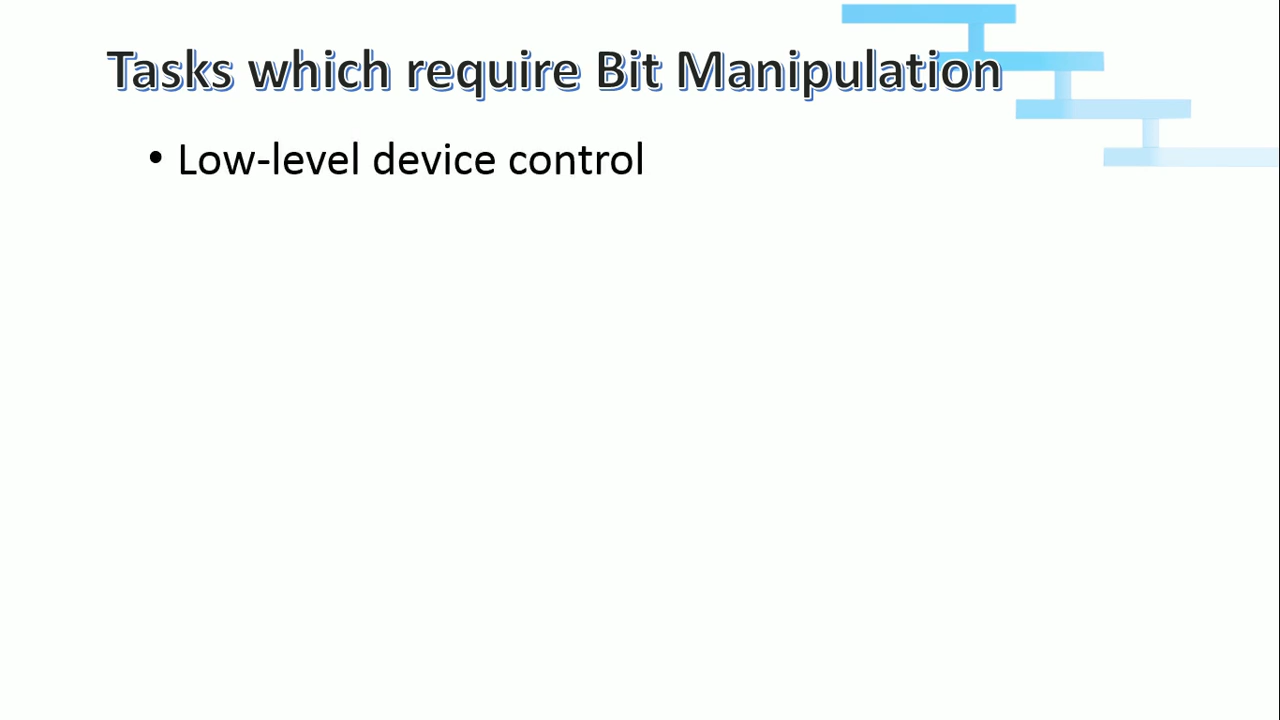 Tasks which require Bit Manipulation
• Low-level device control